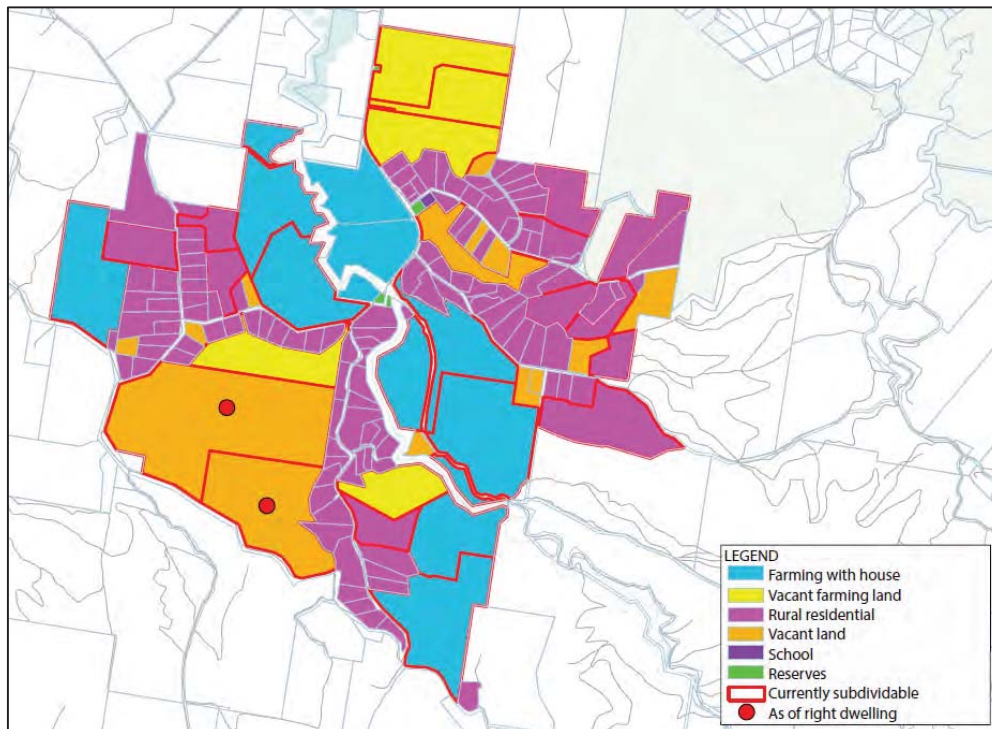 LEGEND
Farming with house
Vacant farming land
Rural residential
Vacant land
School
Reserves
Currently subdividable
As of right dwelling